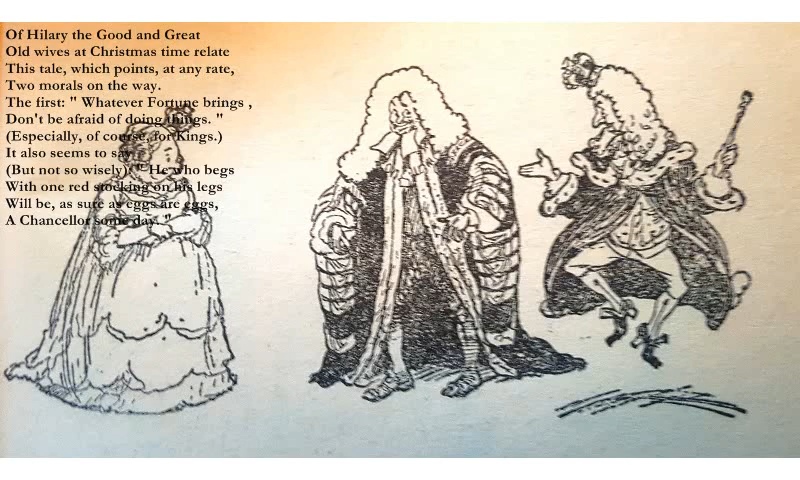 Of Hilary the Good and Great
Old wives at Christmas time relate
This tale, which points, at any rate,
Two morals on the way.
The first: " Whatever Fortune brings ,
Don't be afraid of doing things. "
(Especially, of course, for Kings.)
It also seems to say
(But not so wisely): " He who begs
With one red stocking on his legs
Will be, as sure as eggs are eggs,
A Chancellor some day. "